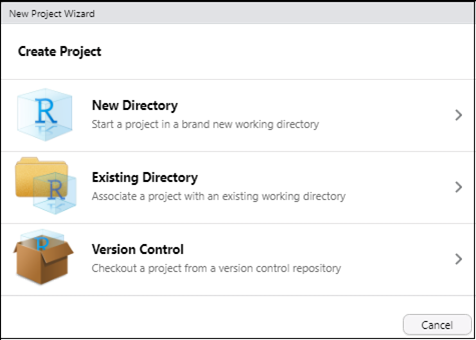 New Project Wizard
Create Project
R
New Directory
Start a project in a brand new working directory
R
Existing Directory
Associate a project with an existing working directory
R
Version Control
Checkout a project from a version control repository
Cancel